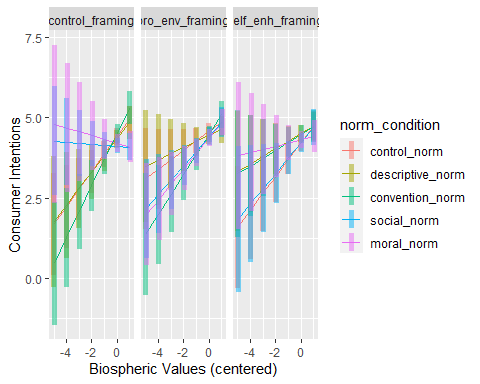 control_framing pro_env_framing elf_enh_framing
7.5
5.0
2.5
0.0
Consumer Intentions
-4 -2 0 -4 -2 0 -4 -2 0
Biospheric Values (centered)
norm_condition
control_norm
descriptive_norm
convention_norm
social_norm
moral_norm